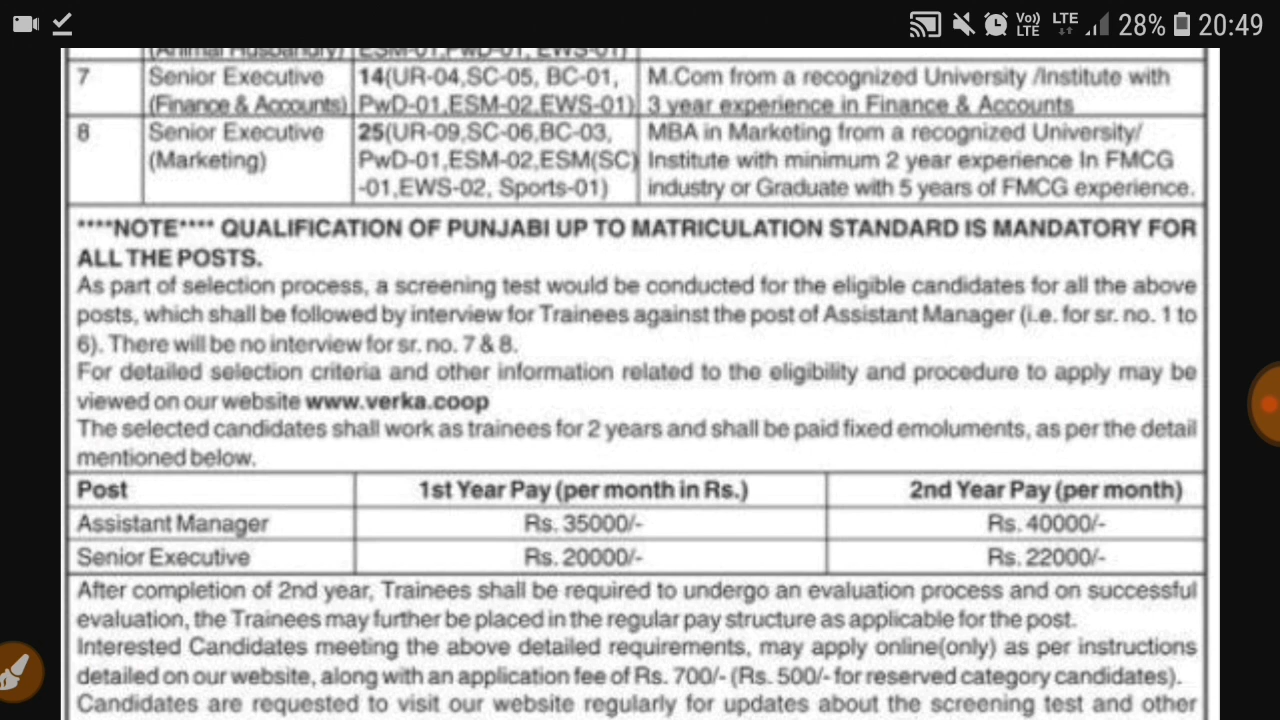 Vo)) LTE LTE 28% 20:49
(Animal Husbandry) ESM-01,PwD-01, EWS-01)
7 Senior Executive 14(UR-04,SC-05, BC-01, M.Com from a recognized University /Institute with
(Finance & Accounts) PwD-01,ESM-02,EWS-01) 3 year experience in Finance & Accounts
8 Senior Executive 25(UR-09,SC-06,BC-03, MBA in Marketing from a recognized University/
(Marketing) PwD-01,ESM-02,ESM(SC) Institute with minimum 2 year experience In FMCG
-01,EWS-02, Sports-01) industry or Graduate with 5 years of FMCG experience.
****NOTE**** QUALIFICATION OF PUNJABI UP TO MATRICULATION STANDARD IS MANDATORY FOR
ALL THE POSTS.
As part of selection process, a screening test would be conducted for the eligible candidates for all the above
posts, which shall be followed by interview for Trainees against the post of Assistant Manager (i.e. for sr. no. 1 to
6). There will be no interview for sr. no. 7 & 8.
For detailed selection criteria and other information related to the eligibility and procedure to apply may be
viewed on our website www.verka.coop
The selected candidates shall work as trainees for 2 years and shall be paid fixed emoluments, as per the detail
mentioned below.
Post 1st Year Pay (per month in Rs.) 2nd Year Pay (per month)
Assistant Manager Rs. 35000/- Rs. 40000/-
Senior Executive Rs. 20000/- Rs. 22000/-
After completion of 2nd year, Trainees shall be required to undergo an evaluation process and on successful
evaluation, the Trainees may further be placed in the regular pay structure as applicable for the post.
Interested Candidates meeting the above detailed requirements, may apply online(only) as per instructions
detailed on our website, along with an application fee of Rs. 700/- (Rs. 500/- for reserved category candidates).
Candidates are requested to visit our website regularly for updates about the screening test and other